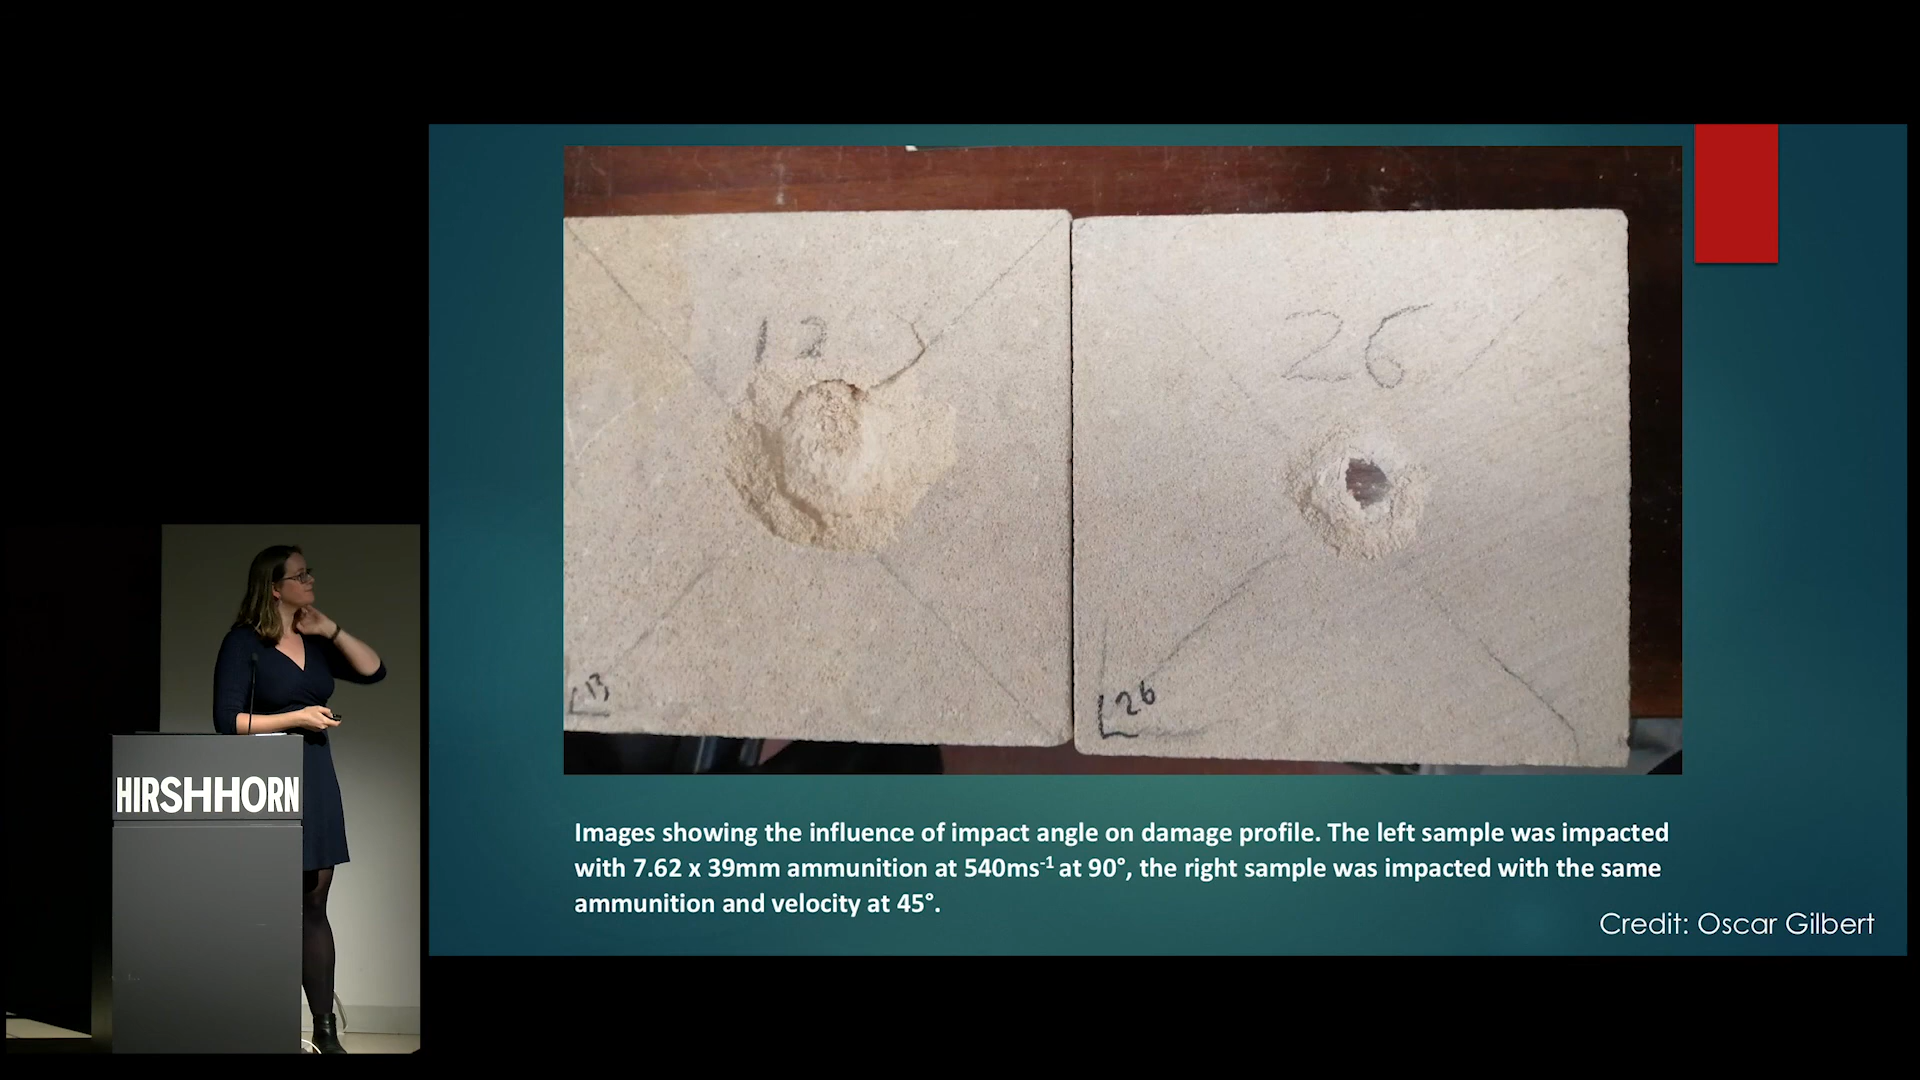 12
26
13
26
HIRSHHORN
Images showing the influence of impact angle on damage profile. The left sample was impacted
with 7.62 x 39mm ammunition at 540ms⁻¹ at 90°, the right sample was impacted with the same
ammunition and velocity at 45°.
Credit: Oscar Gilbert